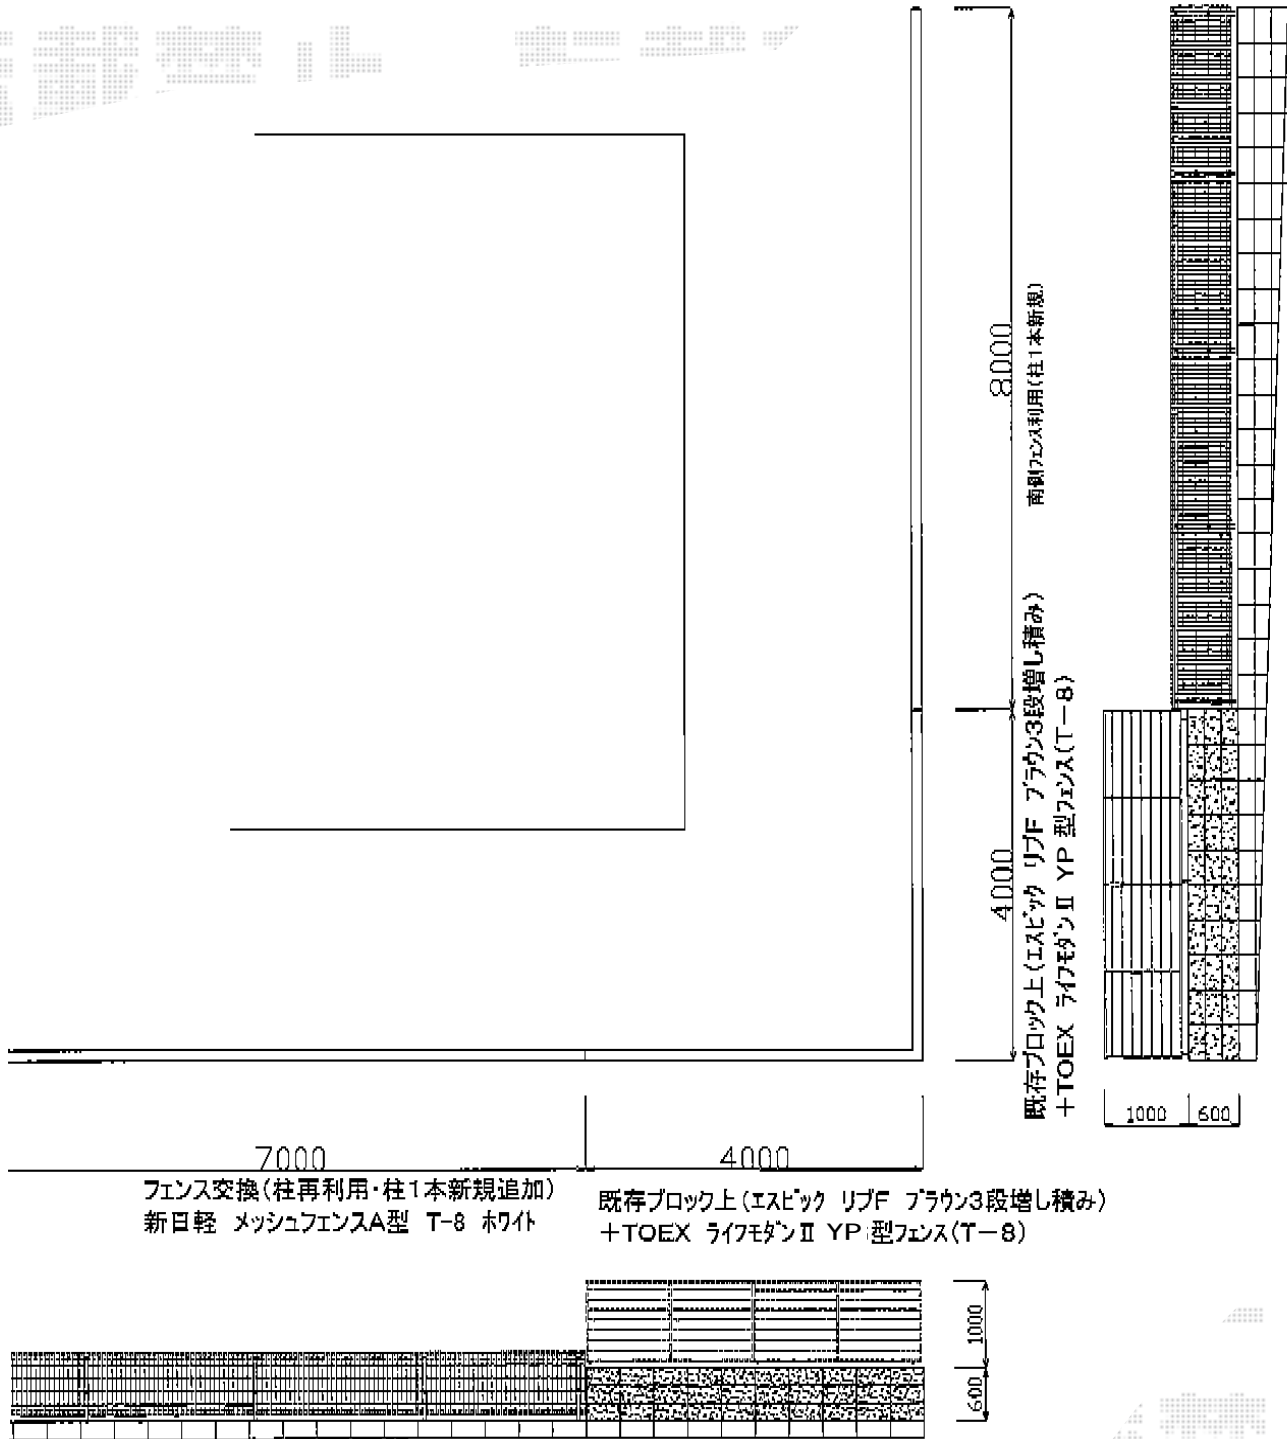 8000
南側フェンス利用(柱1本新規)
4000
既存ブロック上(エスビック リブF ブラウン3段増し積み)
+TOEX ライフモダンⅡ YP 型フェンス(T-8)
1000
600
7000
4000
フェンス交換(柱再利用・柱1本新規追加)
新日軽 メッシュフェンスA型 T-8 ホワイト
既存ブロック上(エスビック リブF ブラウン3段増し積み)
+TOEX ライフモダンⅡ YP 型フェンス(T-8)
1000
600